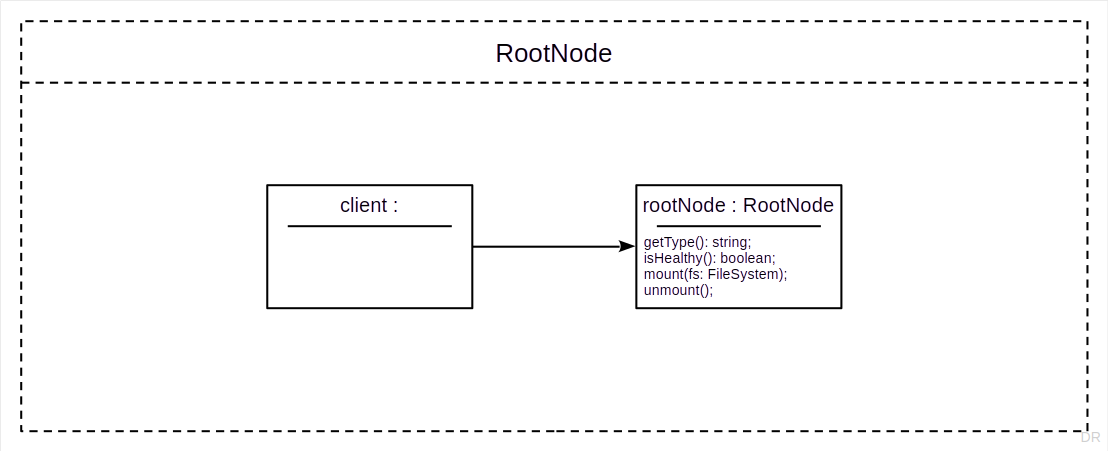 RootNode
client :
rootNode : RootNode
getType(): string;
isHealthy(): boolean;
mount(fs: FileSystem);
unmount();
DR